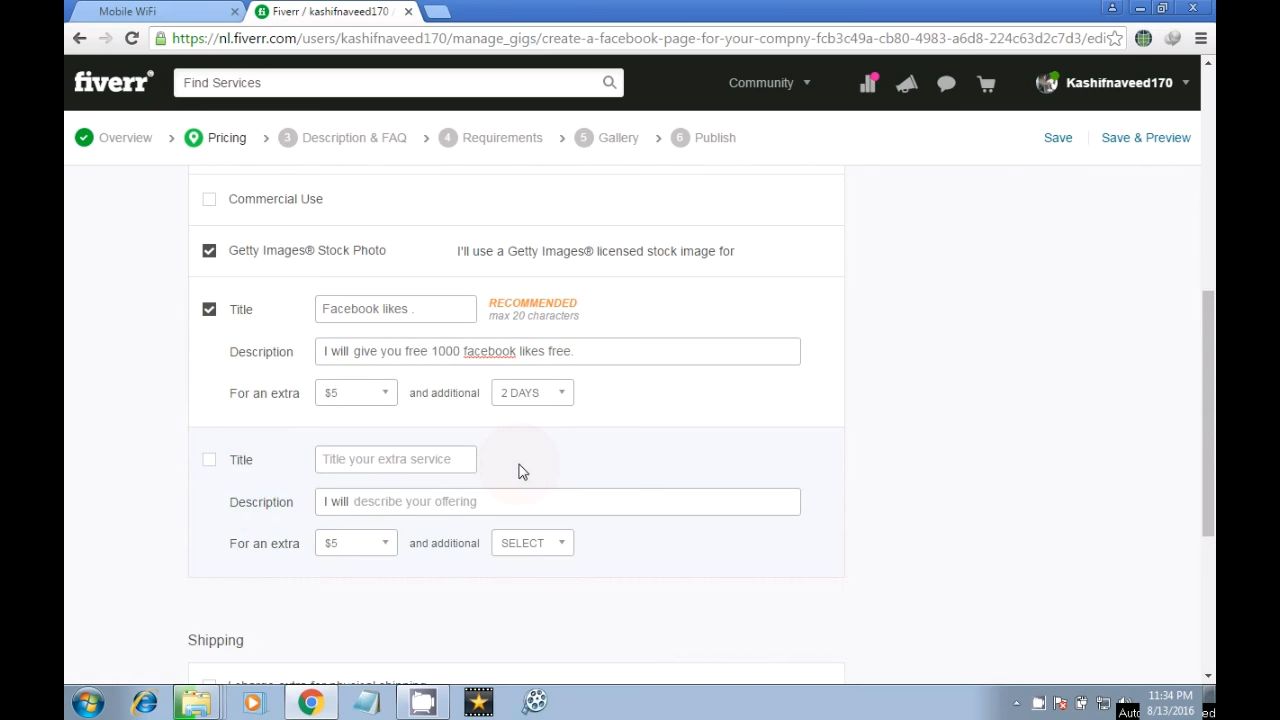 Mobile WiFi
Fiverr / kashifnaveed170
https://nl.fiverr.com/users/kashifnaveed170/manage_gigs/create-a-facebook-page-for-your-compny-fcb3c49a-cb80-4983-a6d8-224c63d2c7d3/edi
fiverr®
Find Services
Community
Kashifnaveed170
Overview
Pricing
3 Description & FAQ
4 Requirements
5 Gallery
6 Publish
Save
Save & Preview
Commercial Use
Getty Images® Stock Photo I'll use a Getty Images® licensed stock image for
Title Facebook likes . RECOMMENDED
max 20 characters
Description I will give you free 1000 facebook likes free.
For an extra $5 and additional 2 DAYS
Title Title your extra service
Description I will describe your offering
For an extra $5 and additional SELECT
Shipping
11:34 PM
8/13/2016